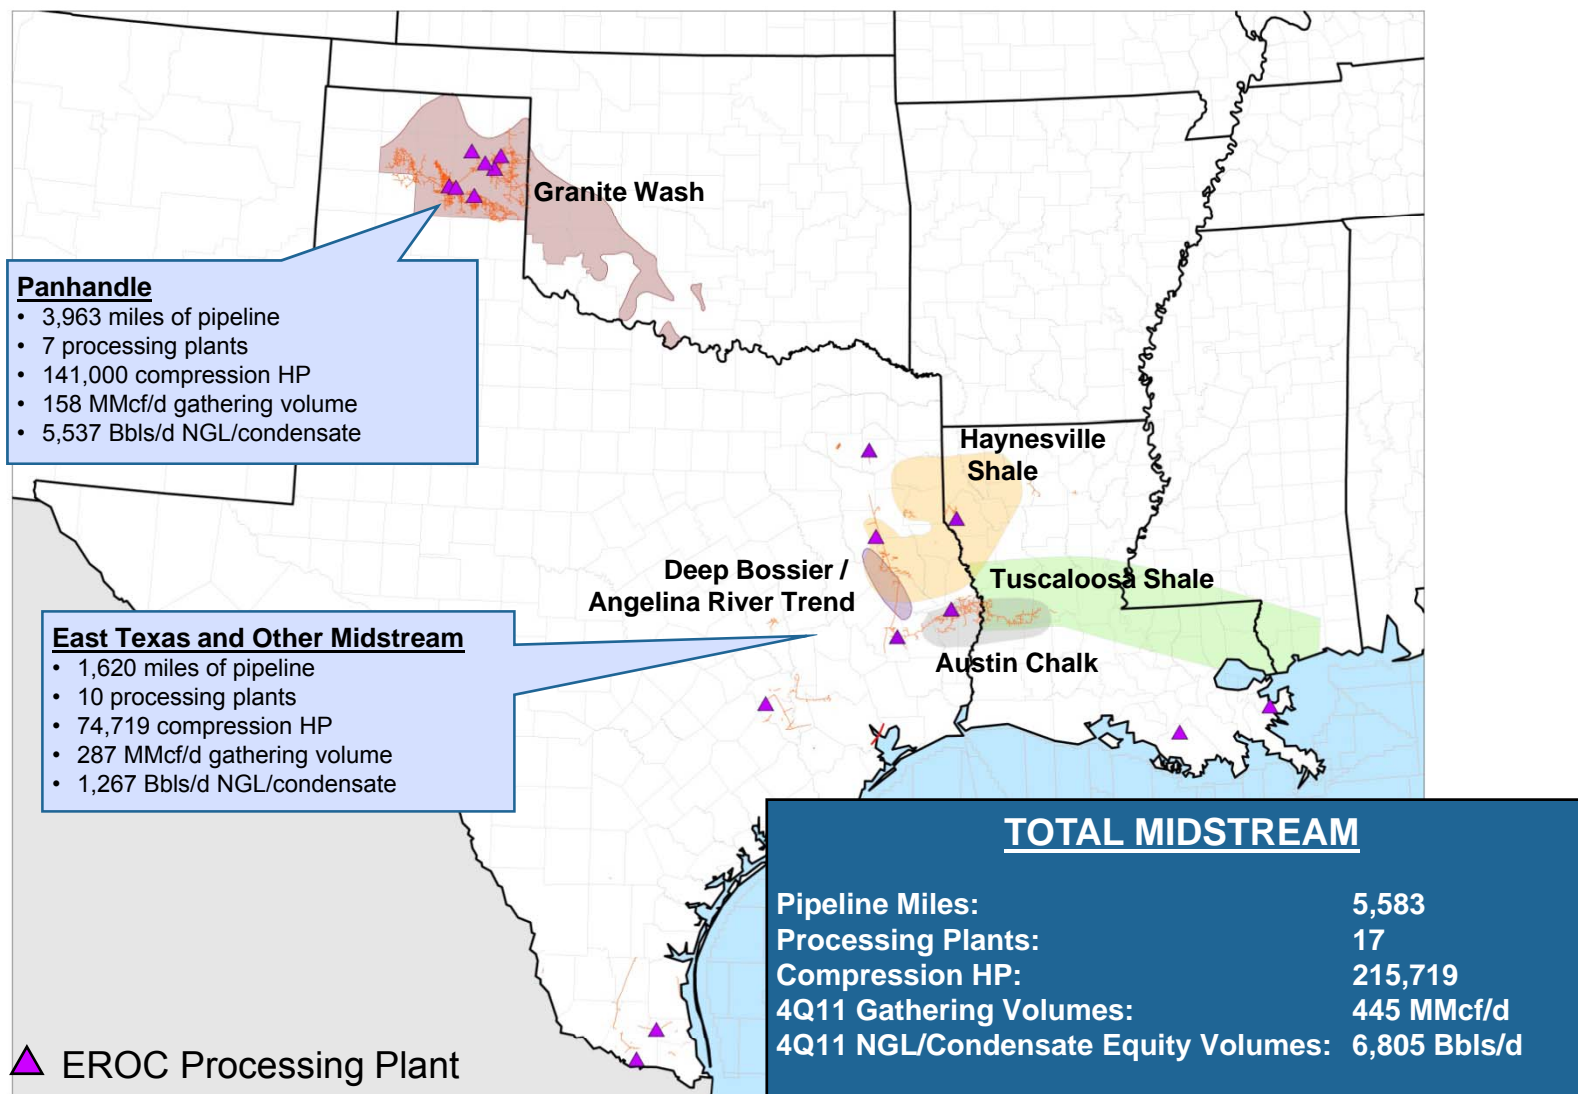 Granite Wash
Panhandle
• 3,963 miles of pipeline
• 7 processing plants
• 141,000 compression HP
• 158 MMcf/d gathering volume
• 5,537 Bbls/d NGL/condensate
Haynesville
Shale
Deep Bossier /
Angelina River Trend
Tuscaloosa Shale
Austin Chalk
East Texas and Other Midstream
• 1,620 miles of pipeline
• 10 processing plants
• 74,719 compression HP
• 287 MMcf/d gathering volume
• 1,267 Bbls/d NGL/condensate
TOTAL MIDSTREAM
Pipeline Miles: 5,583
Processing Plants: 17
Compression HP: 215,719
4Q11 Gathering Volumes: 445 MMcf/d
4Q11 NGL/Condensate Equity Volumes: 6,805 Bbls/d
EROC Processing Plant